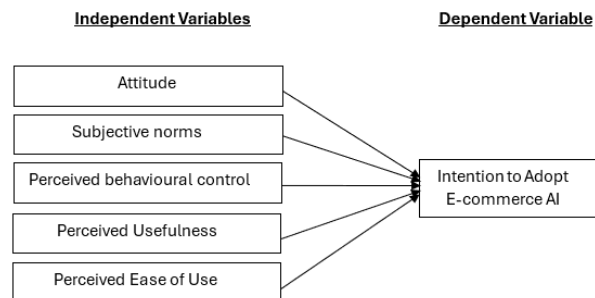 Independent Variables
Dependent Variable
Attitude
Subjective norms
Perceived behavioural control
Perceived Usefulness
Perceived Ease of Use
Intention to Adopt
E-commerce AI